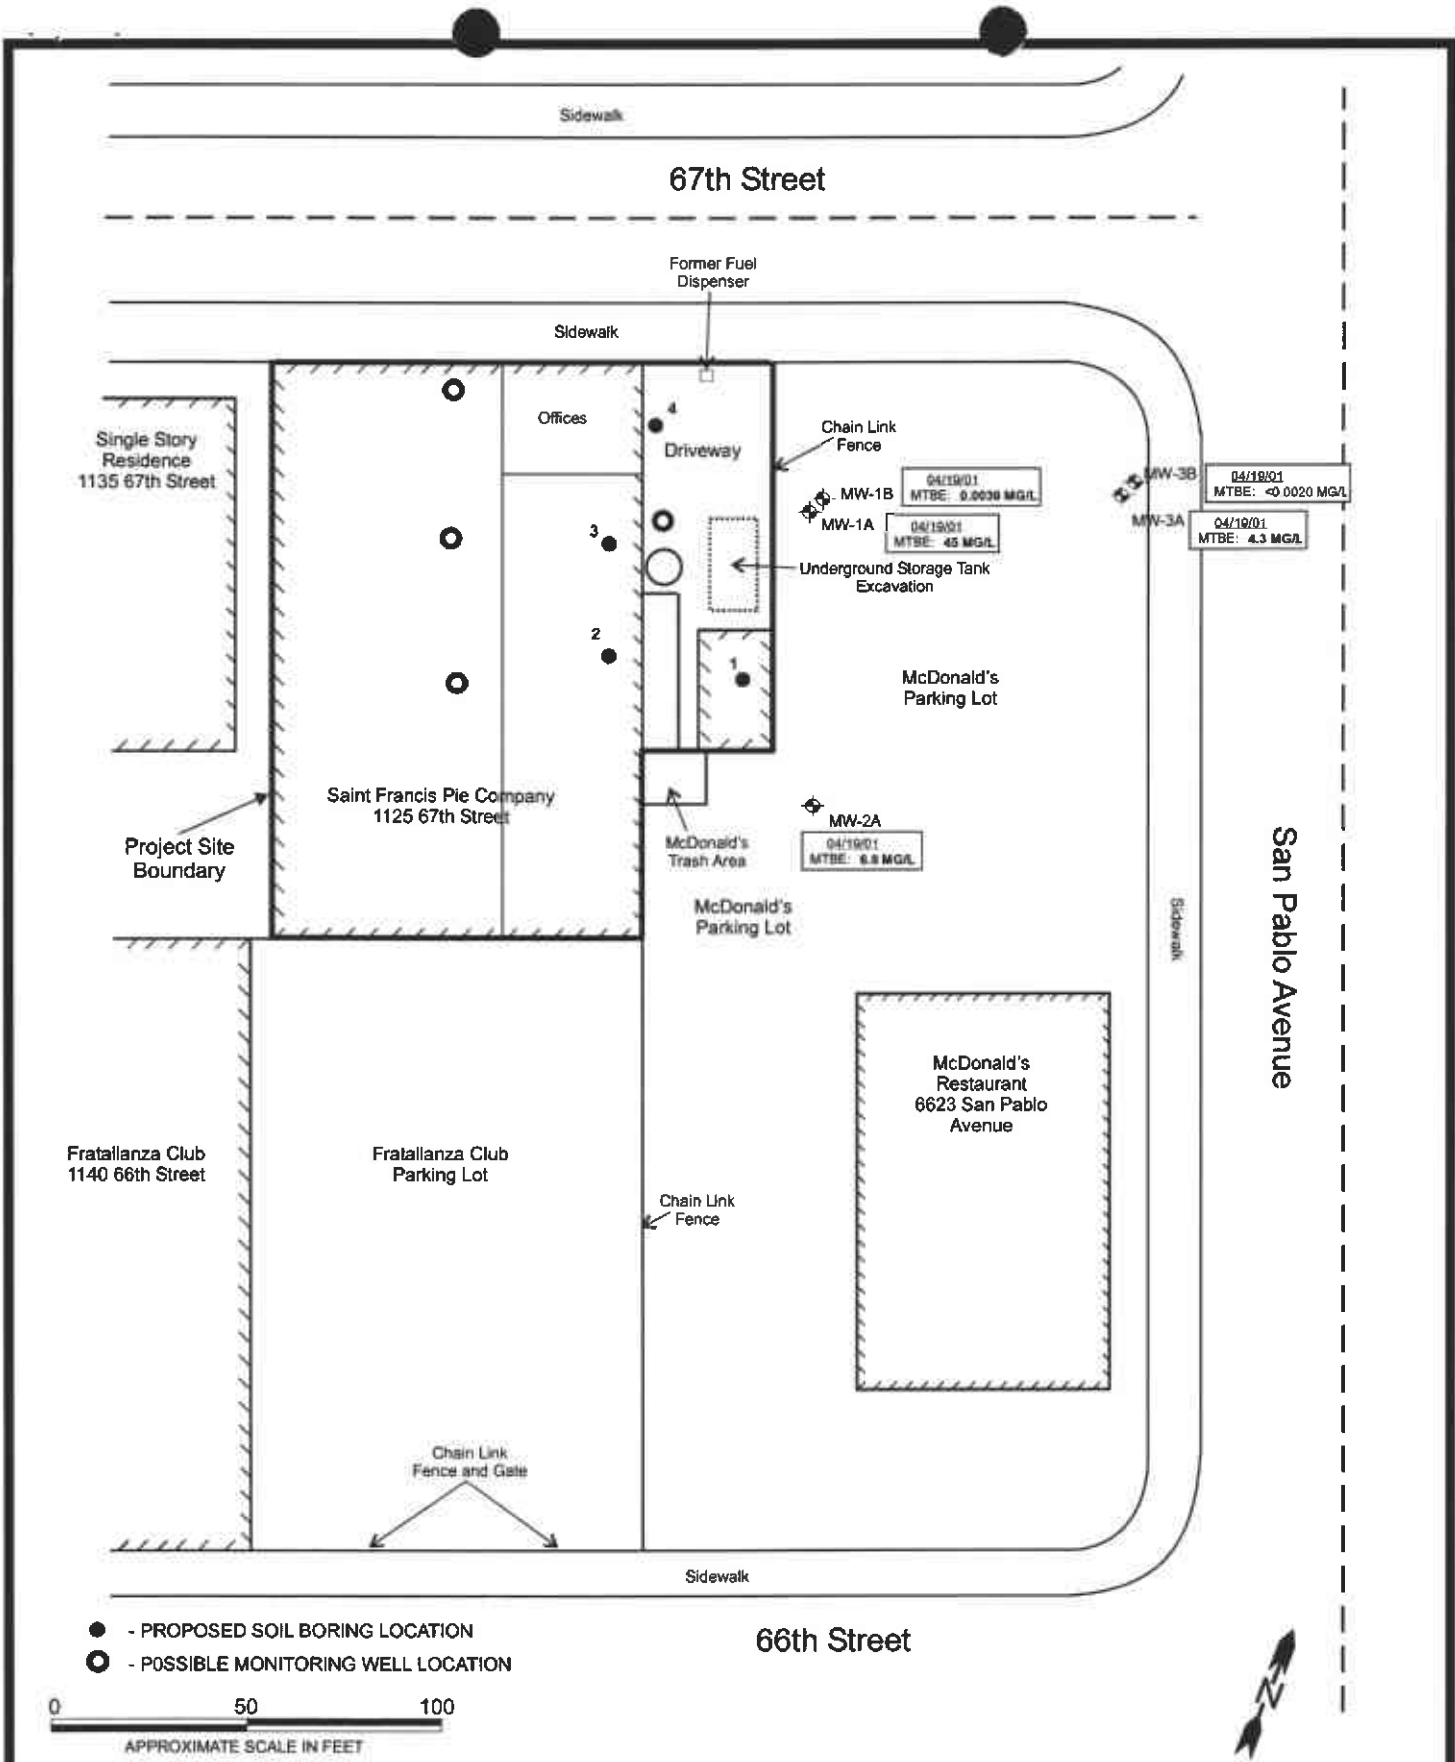 Sidewalk
67th Street
Former Fuel
Dispenser
Sidewalk
Single Story
Residence
1135 67th Street
Offices
4
Driveway
Chain Link
Fence
MW-1B
04/19/01
MTBE: 0.0039 MG/L
MW-1A
04/19/01
MTBE: 45 MG/L
MW-3B
04/19/01
MTBE: <0.0020 MG/L
MW-3A
04/19/01
MTBE: 4.3 MG/L
3
Underground Storage Tank
Excavation
2
1
McDonald's
Parking Lot
Saint Francis Pie Company
1125 67th Street
Project Site
Boundary
McDonald's
Trash Area
MW-2A
04/19/01
MTBE: 6.8 MG/L
McDonald's
Parking Lot
Sidewalk
San Pablo Avenue
McDonald's
Restaurant
6623 San Pablo
Avenue
Fratallanza Club
1140 66th Street
Fratallanza Club
Parking Lot
Chain Link
Fence
Chain Link
Fence and Gate
Sidewalk
66th Street
- PROPOSED SOIL BORING LOCATION
- POSSIBLE MONITORING WELL LOCATION
0 50 100
APPROXIMATE SCALE IN FEET
N